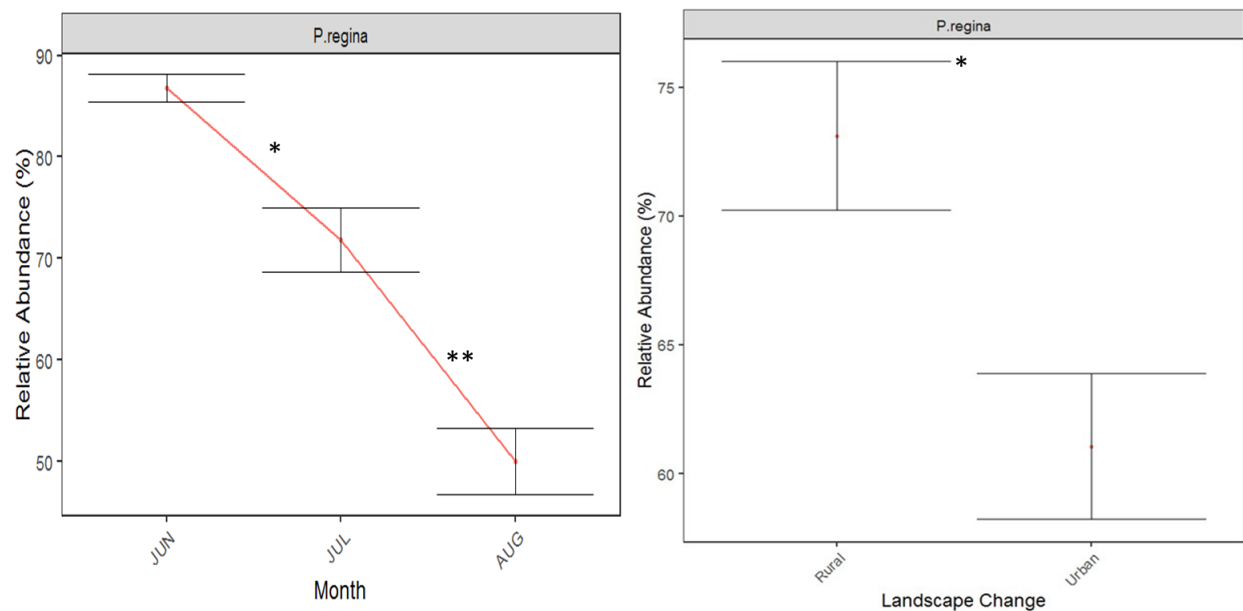 P.regina
Relative Abundance (%)
90
80
70
60
50
*
**
JUN
JUL
AUG
Month
P.regina
Relative Abundance (%)
75
70
65
60
*
Rural
Urban
Landscape Change